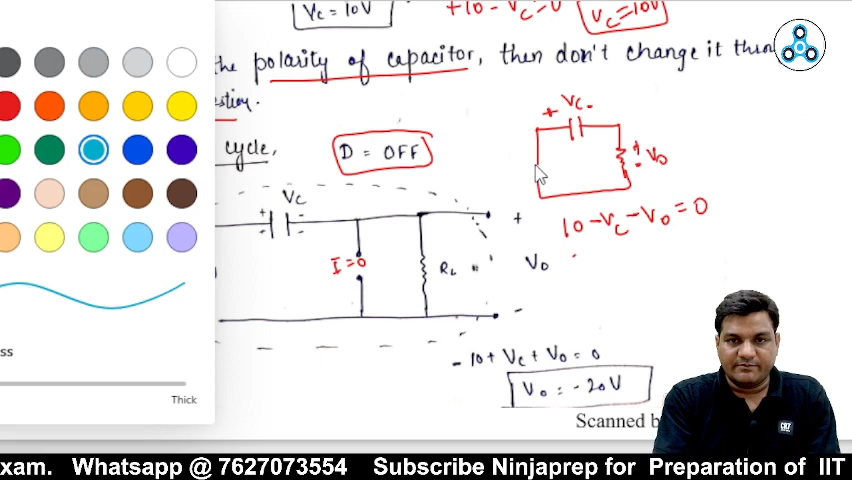 Vc = 10V
+10 - Vc - V=0
Vc = 10V
the polarity of capacitor, then don't change it then
cycle,
D = OFF
+ Vc -
+ - Vo
10 - Vc - Vo = 0
Vc
+ + - -
I = 0
RL
+
Vo
-
- 10 + Vc + Vo = 0
Vo = - 20V
Scanned b
ss
Thick
xam. Whatsapp @ 7627073554 Subscribe Ninjaprep for Preparation of IIT